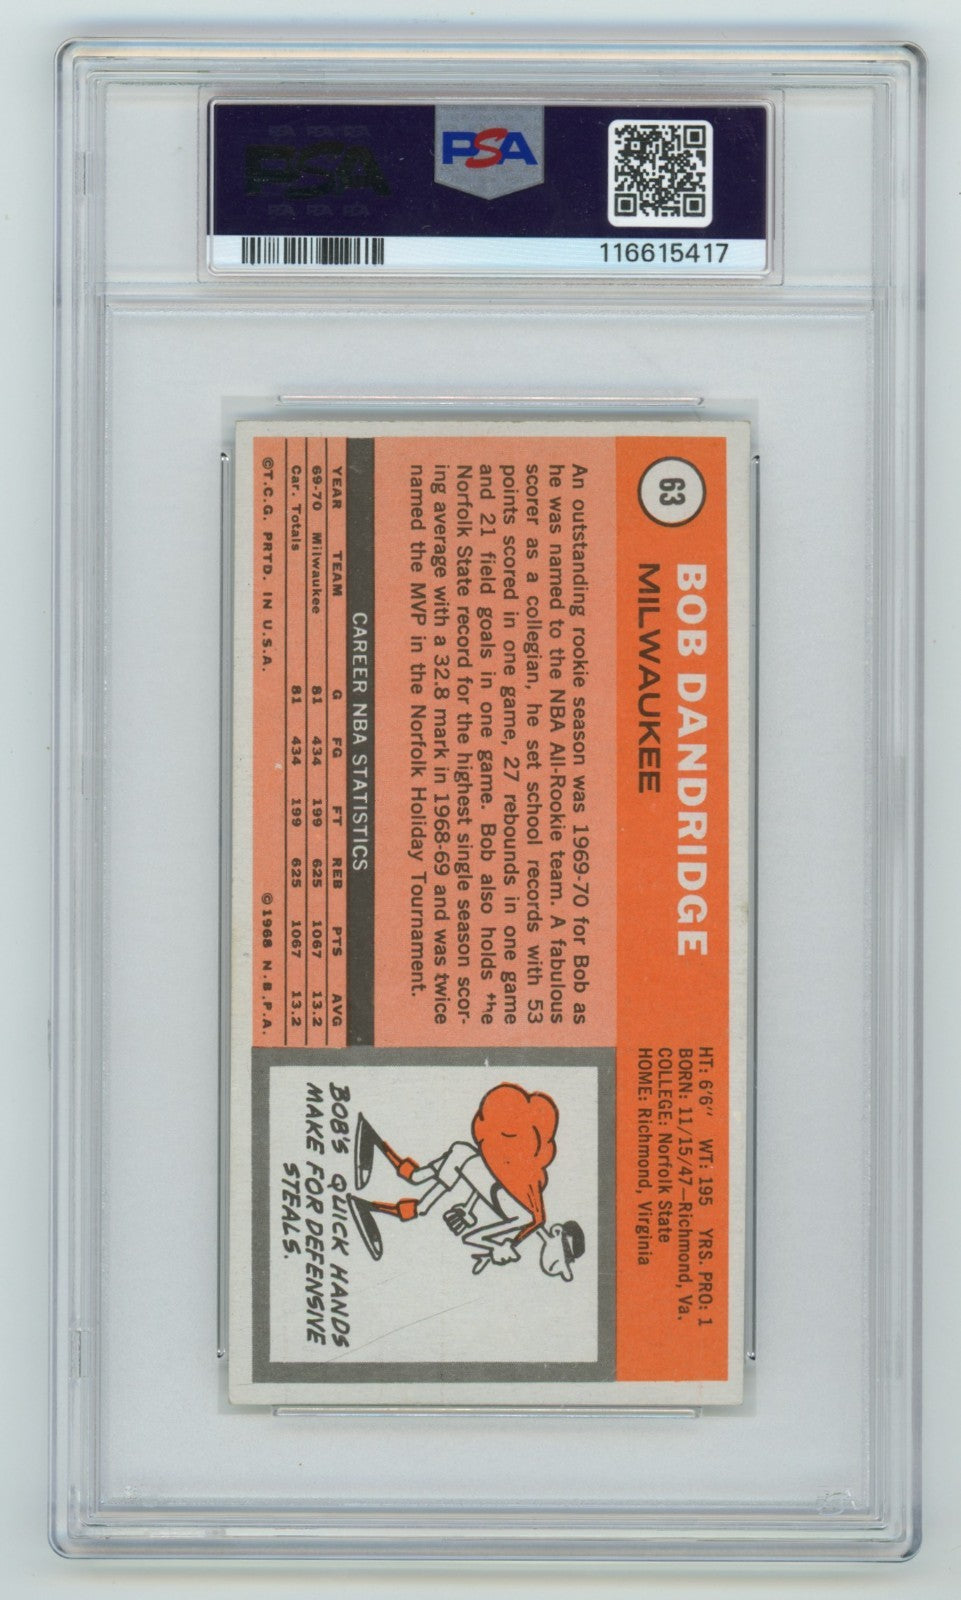 PSA
PSA PSA PSA
PSA
PSA PSA PSA
116615417
63
BOB DANDRIDGE
MILWAUKEE
HT: 6'6" WT: 195 YRS. PRO: 1
BORN: 11/15/47—Richmond, Va.
COLLEGE: Norfolk State
HOME: Richmond, Virginia
An outstanding rookie season was 1969-70 for Bob as
he was named to the NBA All-Rookie team. A fabulous
scorer as a collegian, he set school records with 53
points scored in one game, 27 rebounds in one game
and 21 field goals in one game. Bob also holds the
Norfolk State record for the highest single season scor-
ing average with a 32.8 mark in 1968-69 and was twice
named the MVP in the Norfolk Holiday Tournament.
CAREER NBA STATISTICS
YEAR TEAM G FG FT REB PTS AVG
69-70 Milwaukee 81 434 199 625 1067 13.2
Car. Totals 81 434 199 625 1067 13.2
©T.C.G. PRTD. IN U.S.A. ©1968 N.B.P.A.
BOB'S QUICK HANDS
MAKE FOR DEFENSIVE
STEALS.